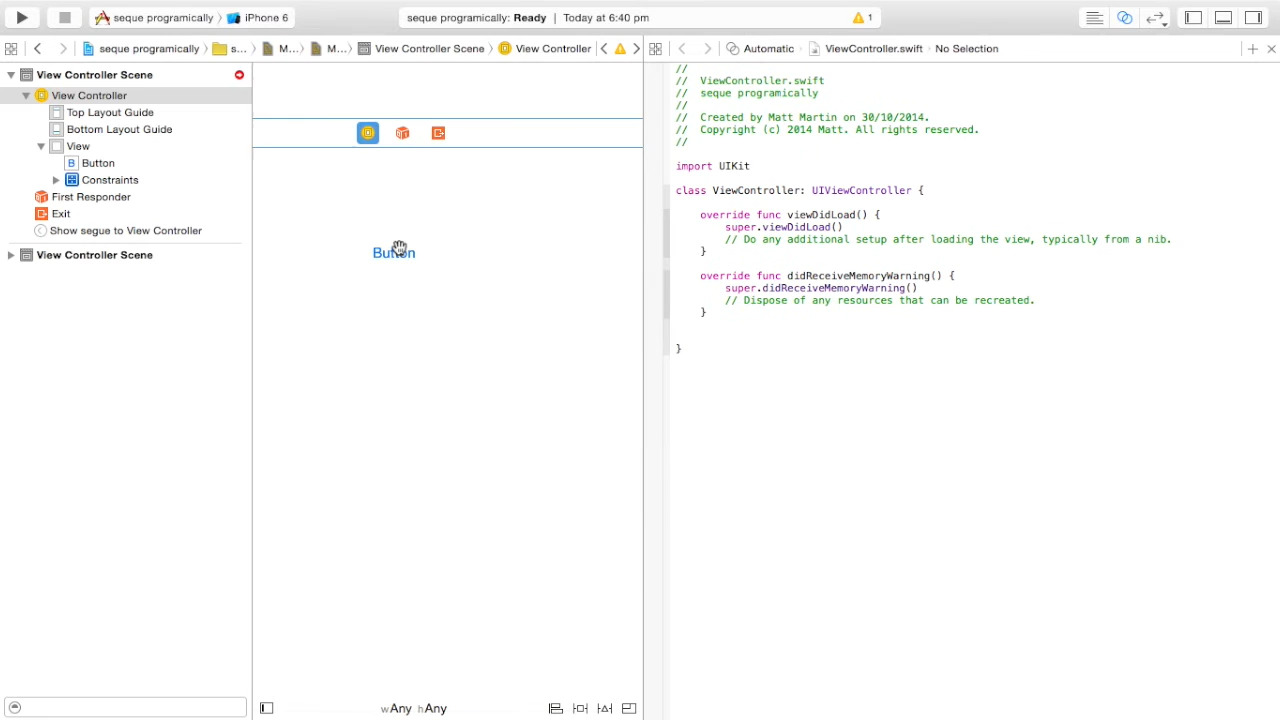 seque programically 〉 iPhone 6
seque programically: Ready | Today at 6:40 pm
1
seque programically 〉 s... 〉 M... 〉 M... 〉 View Controller Scene 〉 View Controller
Automatic 〉 ViewController.swift › No Selection
View Controller Scene
View Controller
Top Layout Guide
Bottom Layout Guide
View
B Button
Constraints
First Responder
Exit
Show segue to View Controller
View Controller Scene
Button
wAny hAny
//
// ViewController.swift
// seque programically
//
// Created by Matt Martin on 30/10/2014.
// Copyright (c) 2014 Matt. All rights reserved.
//
import UIKit
class ViewController: UIViewController {
override func viewDidLoad() {
super.viewDidLoad()
// Do any additional setup after loading the view, typically from a nib.
}
override func didReceiveMemoryWarning() {
super.didReceiveMemoryWarning()
// Dispose of any resources that can be recreated.
}
}